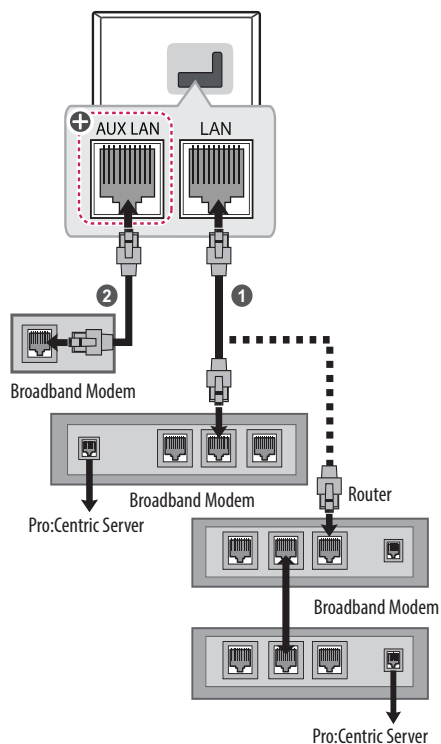 AUX LAN
LAN
2
1
Broadband Modem
Broadband Modem
Pro:Centric Server
Router
Broadband Modem
Pro:Centric Server